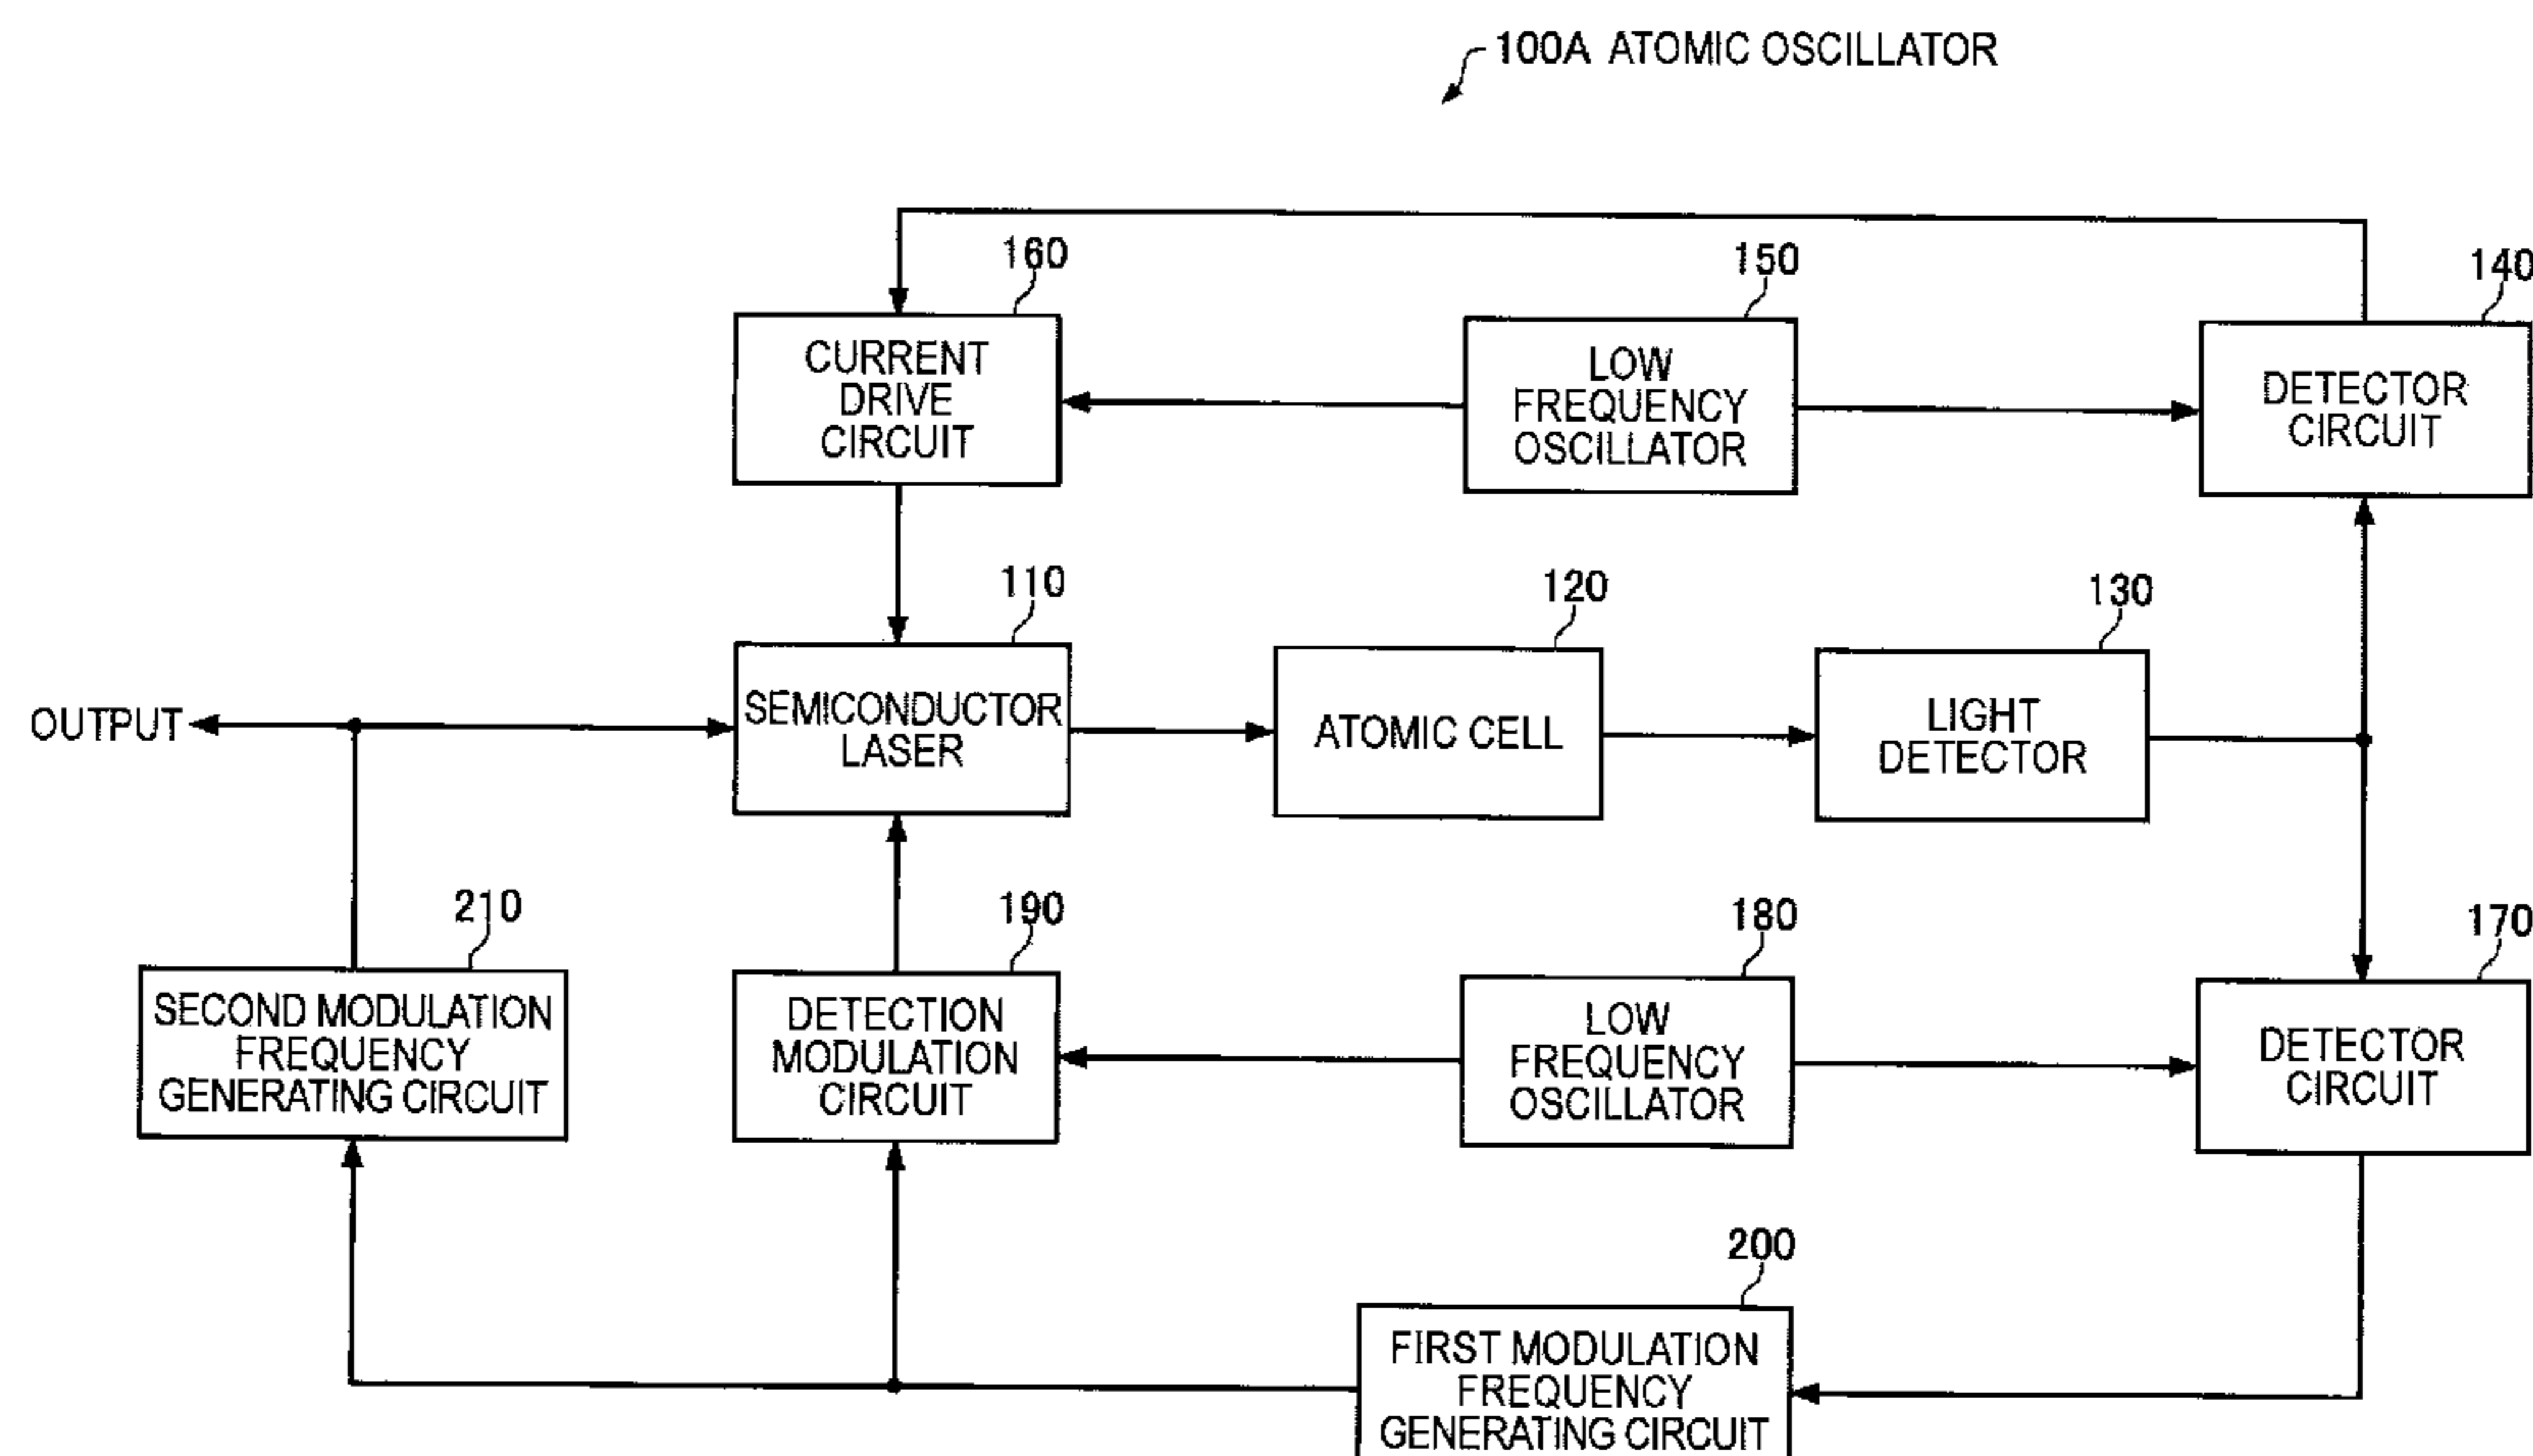 100A ATOMIC OSCILLATOR
160
150
140
CURRENT
DRIVE
CIRCUIT
LOW
FREQUENCY
OSCILLATOR
DETECTOR
CIRCUIT
110
120
130
OUTPUT
SEMICONDUCTOR
LASER
ATOMIC CELL
LIGHT
DETECTOR
210
190
180
170
SECOND MODULATION
FREQUENCY
GENERATING CIRCUIT
DETECTION
MODULATION
CIRCUIT
LOW
FREQUENCY
OSCILLATOR
DETECTOR
CIRCUIT
200
FIRST MODULATION
FREQUENCY
GENERATING CIRCUIT